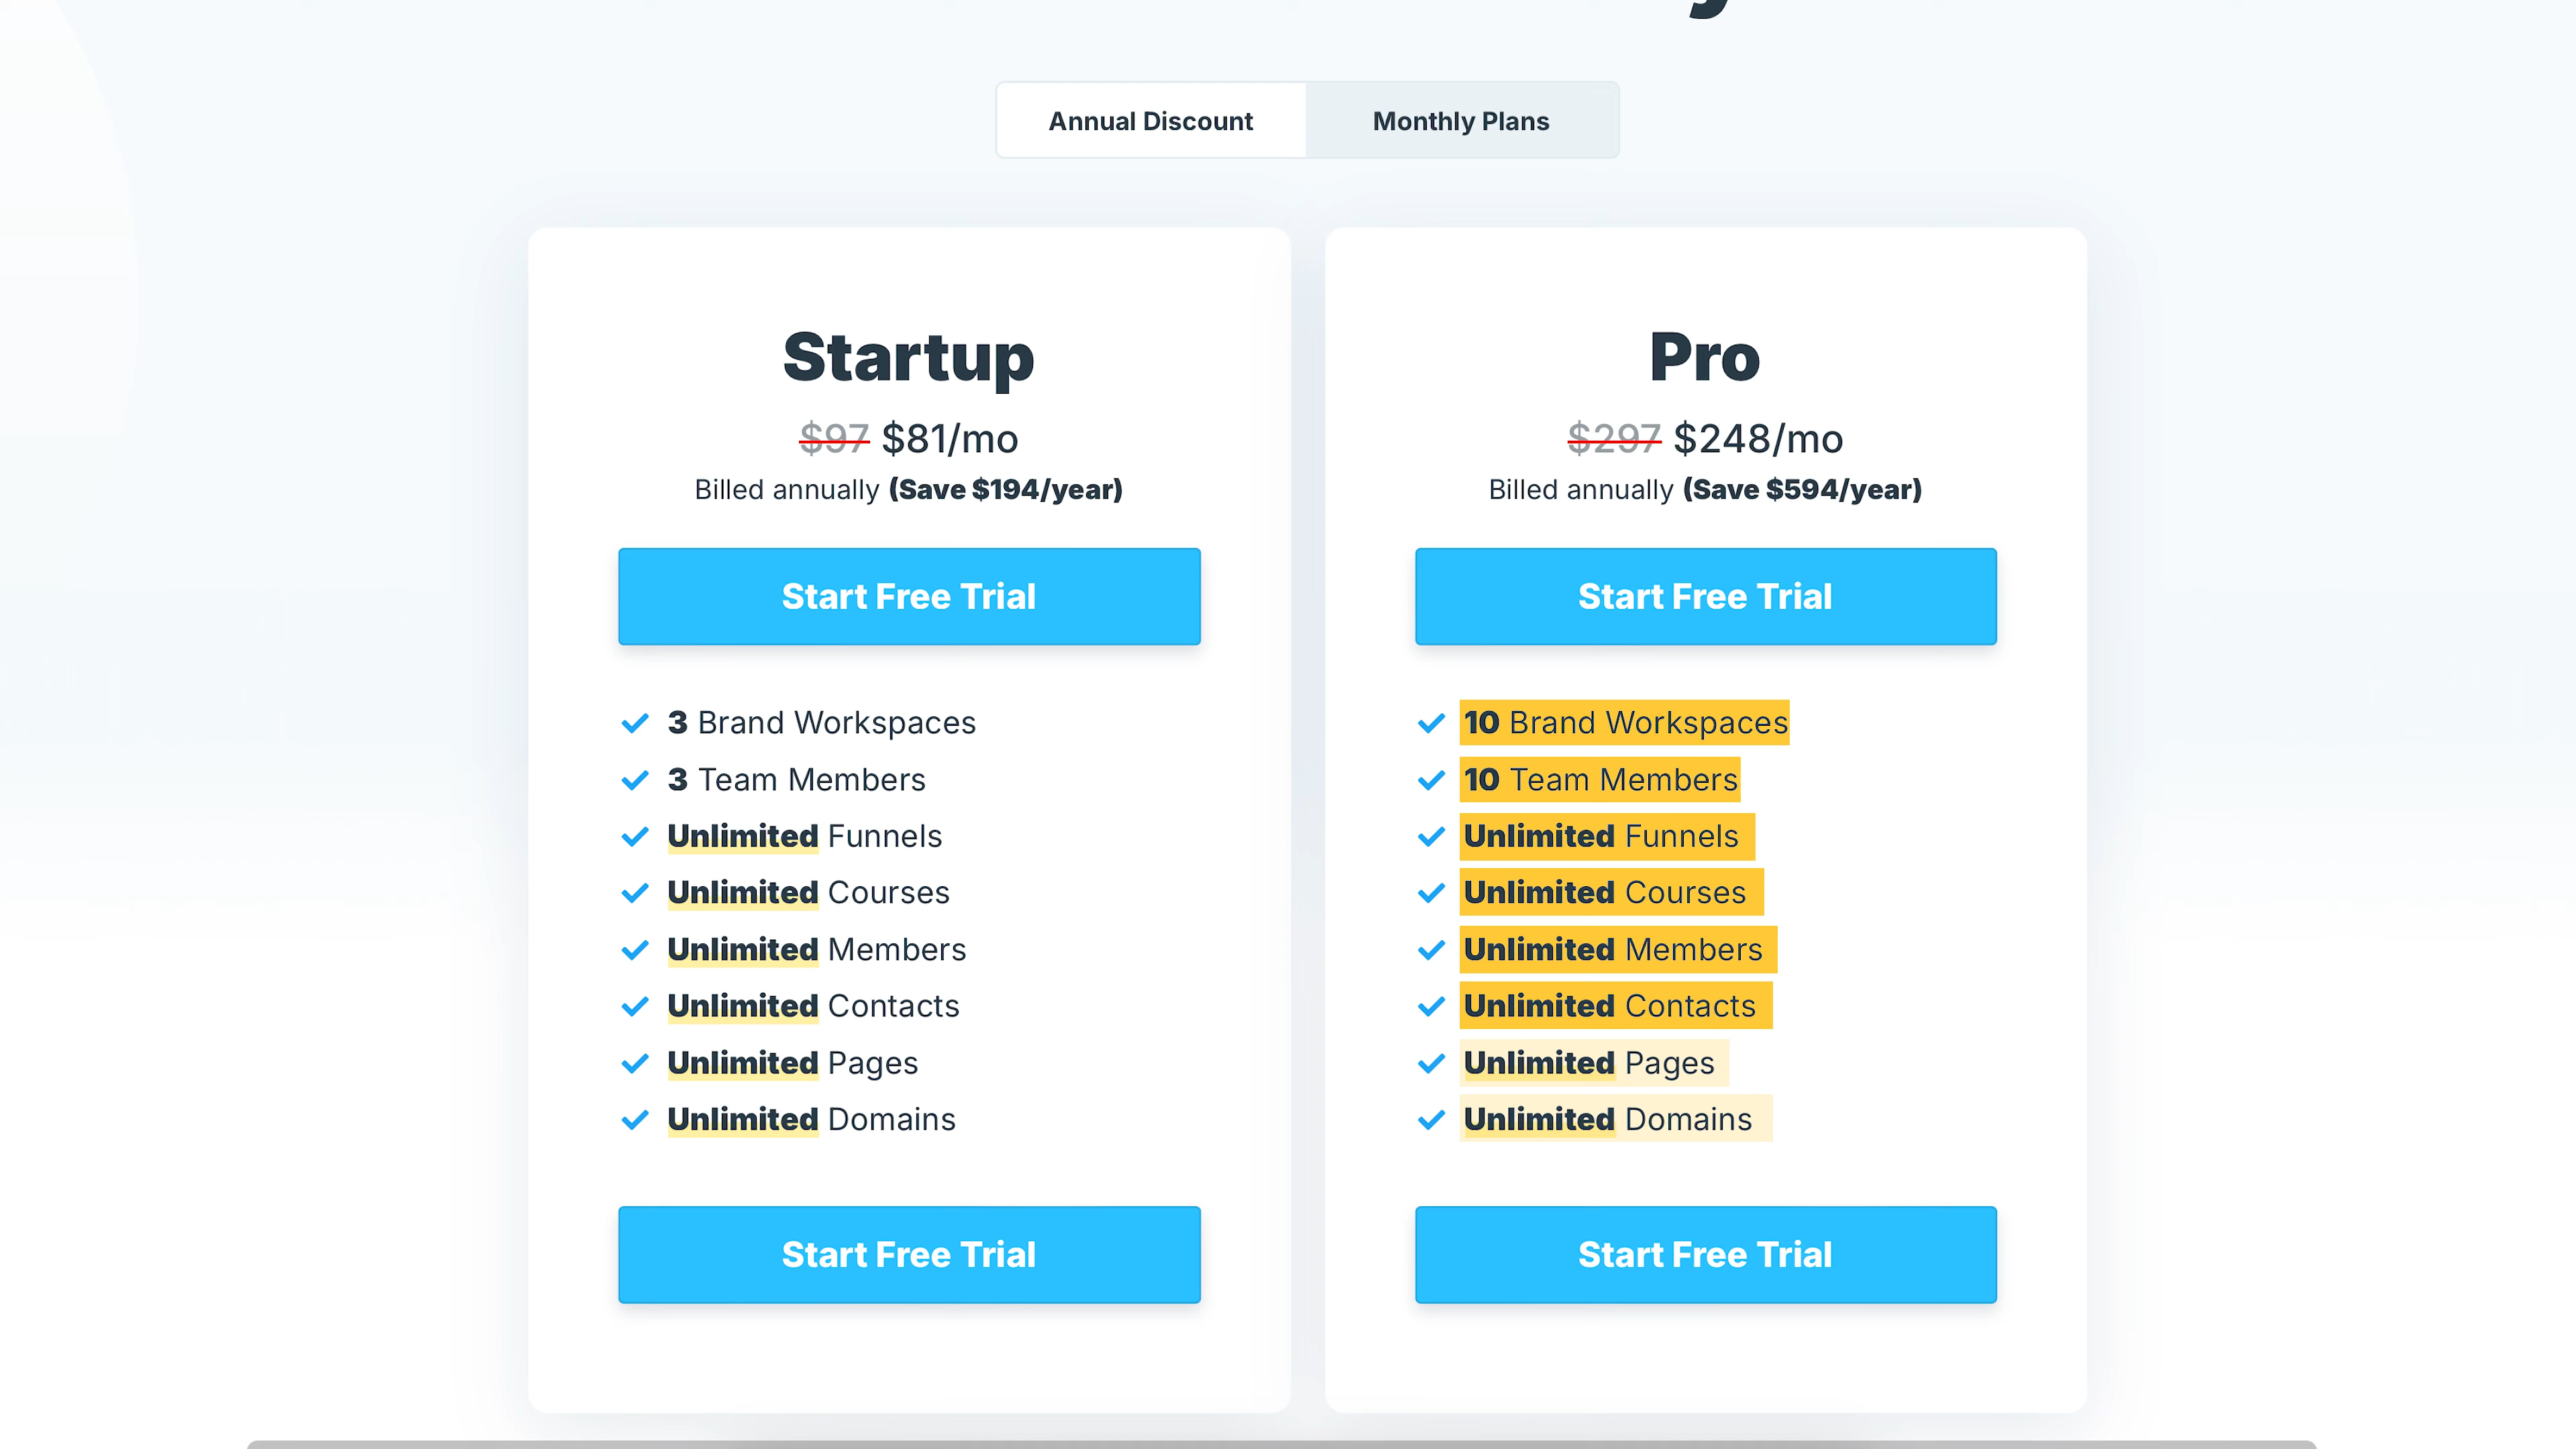 Annual Discount
Monthly Plans
Startup
$97 $81/mo
Billed annually (Save $194/year)
Start Free Trial
3 Brand Workspaces
3 Team Members
Unlimited Funnels
Unlimited Courses
Unlimited Members
Unlimited Contacts
Unlimited Pages
Unlimited Domains
Start Free Trial
Pro
$297 $248/mo
Billed annually (Save $594/year)
Start Free Trial
10 Brand Workspaces
10 Team Members
Unlimited Funnels
Unlimited Courses
Unlimited Members
Unlimited Contacts
Unlimited Pages
Unlimited Domains
Start Free Trial